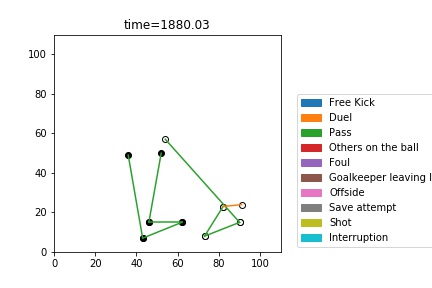 time=1880.03
100
80
60
40
20
0
0 20 40 60 80 100
Free Kick
Duel
Pass
Others on the ball
Foul
Goalkeeper leaving l
Offside
Save attempt
Shot
Interruption